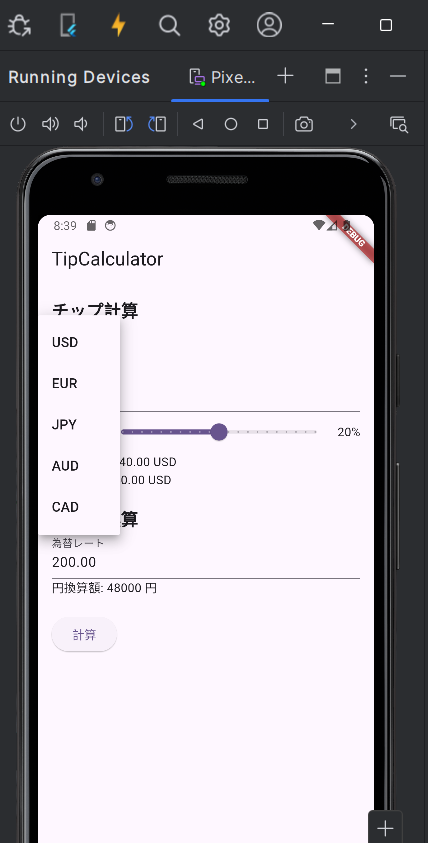 Running Devices
Pixe...
8:39
DEBUG
TipCalculator
チップ計算
USD
EUR
JPY
AUD
CAD
20%
40.00 USD
0.00 USD
算
為替レート
200.00
円換算額: 48000 円
計算